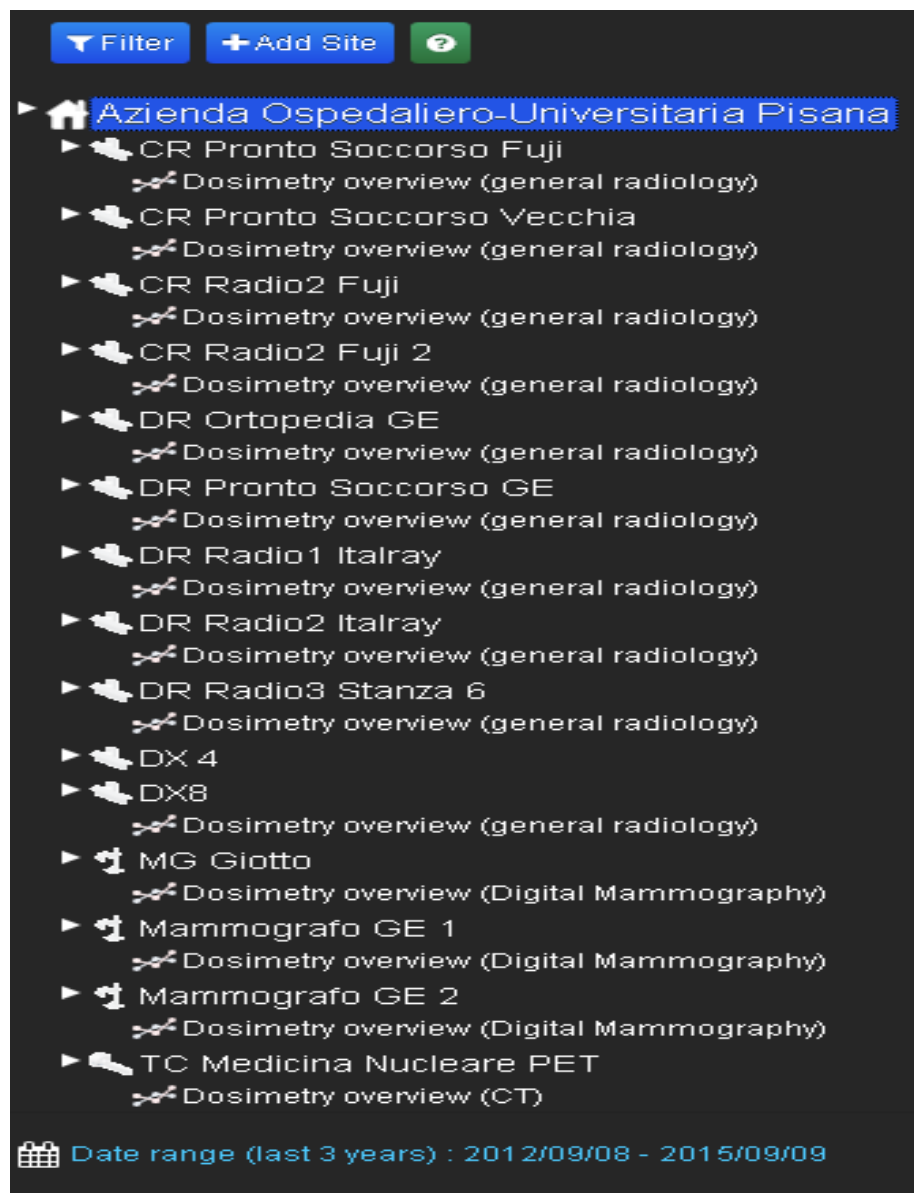 Filter +Add Site ?
Azienda Ospedaliero-Universitaria Pisana
CR Pronto Soccorso Fuji
Dosimetry overview (general radiology)
CR Pronto Soccorso Vecchia
Dosimetry overview (general radiology)
CR Radio2 Fuji
Dosimetry overview (general radiology)
CR Radio2 Fuji 2
Dosimetry overview (general radiology)
DR Ortopedia GE
Dosimetry overview (general radiology)
DR Pronto Soccorso GE
Dosimetry overview (general radiology)
DR Radio1 Italray
Dosimetry overview (general radiology)
DR Radio2 Italray
Dosimetry overview (general radiology)
DR Radio3 Stanza 6
Dosimetry overview (general radiology)
DX 4
DX8
Dosimetry overview (general radiology)
MG Giotto
Dosimetry overview (Digital Mammography)
Mammografo GE 1
Dosimetry overview (Digital Mammography)
Mammografo GE 2
Dosimetry overview (Digital Mammography)
TC Medicina Nucleare PET
Dosimetry overview (CT)
Date range (last 3 years) : 2012/09/08 - 2015/09/09